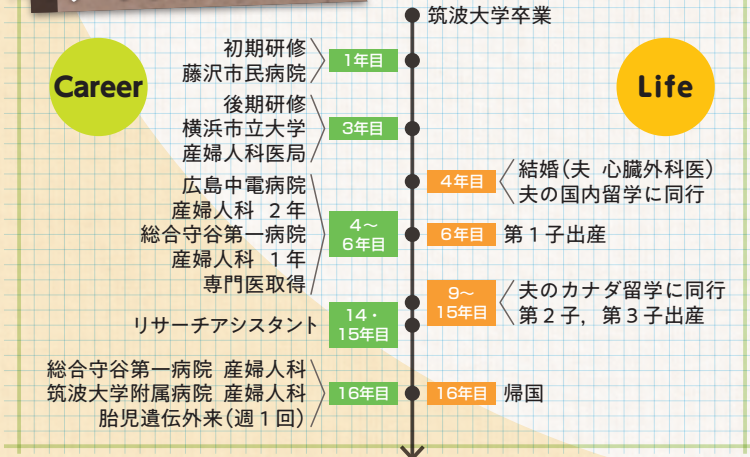 筑波大学卒業
Career
Life
初期研修
藤沢市民病院
1年目
後期研修
横浜市立大学
産婦人科医局
3年目
4年目
結婚(夫 心臓外科医)
夫の国内留学に同行
広島中電病院
産婦人科 2年
総合守谷第一病院
産婦人科 1年
専門医取得
4〜
6年目
6年目
第1子出産
9〜
15年目
夫のカナダ留学に同行
第2子，第3子出産
リサーチアシスタント
14・
15年目
総合守谷第一病院 産婦人科
筑波大学附属病院 産婦人科
胎児遺伝外来(週1回)
16年目
16年目
帰国